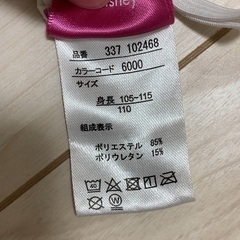 Disney
品番 337 102468
カラーコード 6000
サイズ
身長 105-115
110
組成表示
ポリエステル 85%
ポリウレタン 15%
40